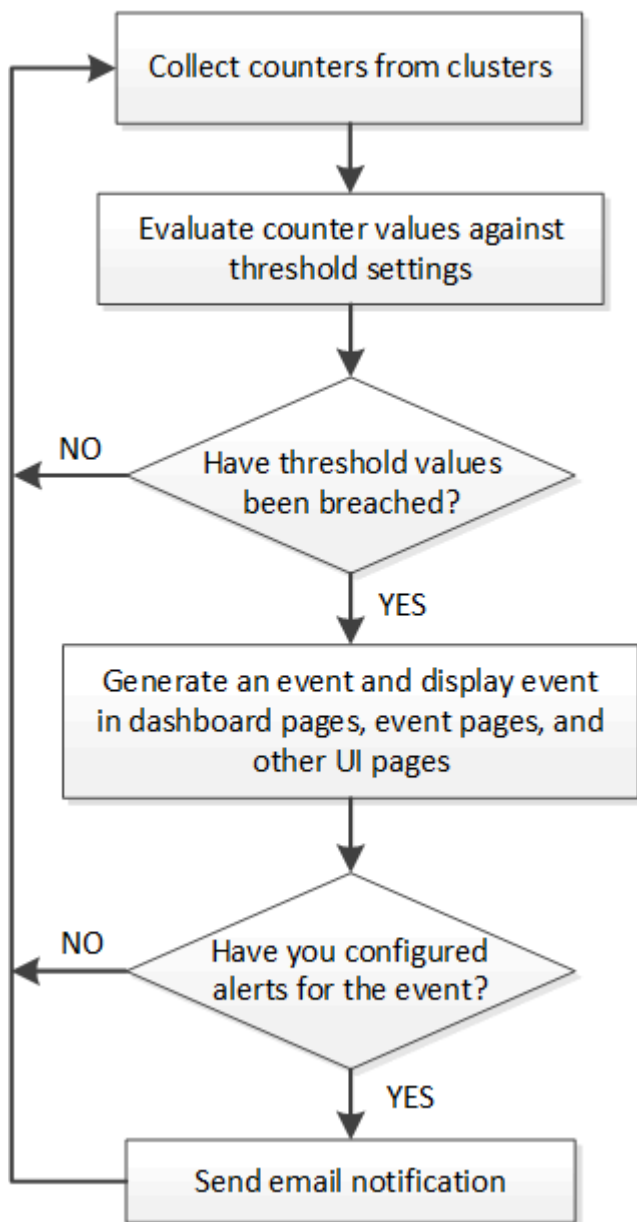 Collect counters from clusters
Evaluate counter values against
threshold settings
NO
Have threshold values
been breached?
YES
Generate an event and display event
in dashboard pages, event pages, and
other UI pages
NO
Have you configured
alerts for the event?
YES
Send email notification